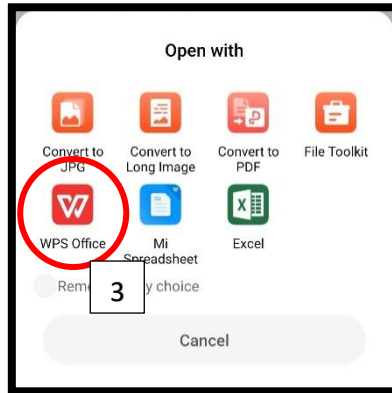 Open with
Convert to JPG
Convert to Long Image
Convert to PDF
File Toolkit
WPS Office
Mi Spreadsheet
Excel
3
choice
Cancel